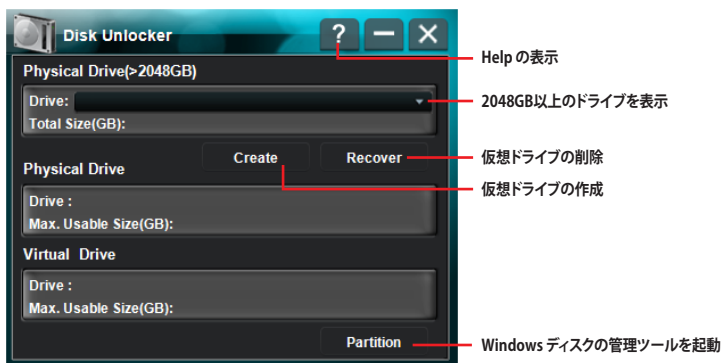 Disk Unlocker
?
Help の表示
Physical Drive(>2048GB)
Drive:
2048GB以上のドライブを表示
Total Size(GB):
Create
Recover
仮想ドライブの削除
仮想ドライブの作成
Physical Drive
Drive :
Max. Usable Size(GB):
Virtual Drive
Drive :
Max. Usable Size(GB):
Partition
Windows ディスクの管理ツールを起動